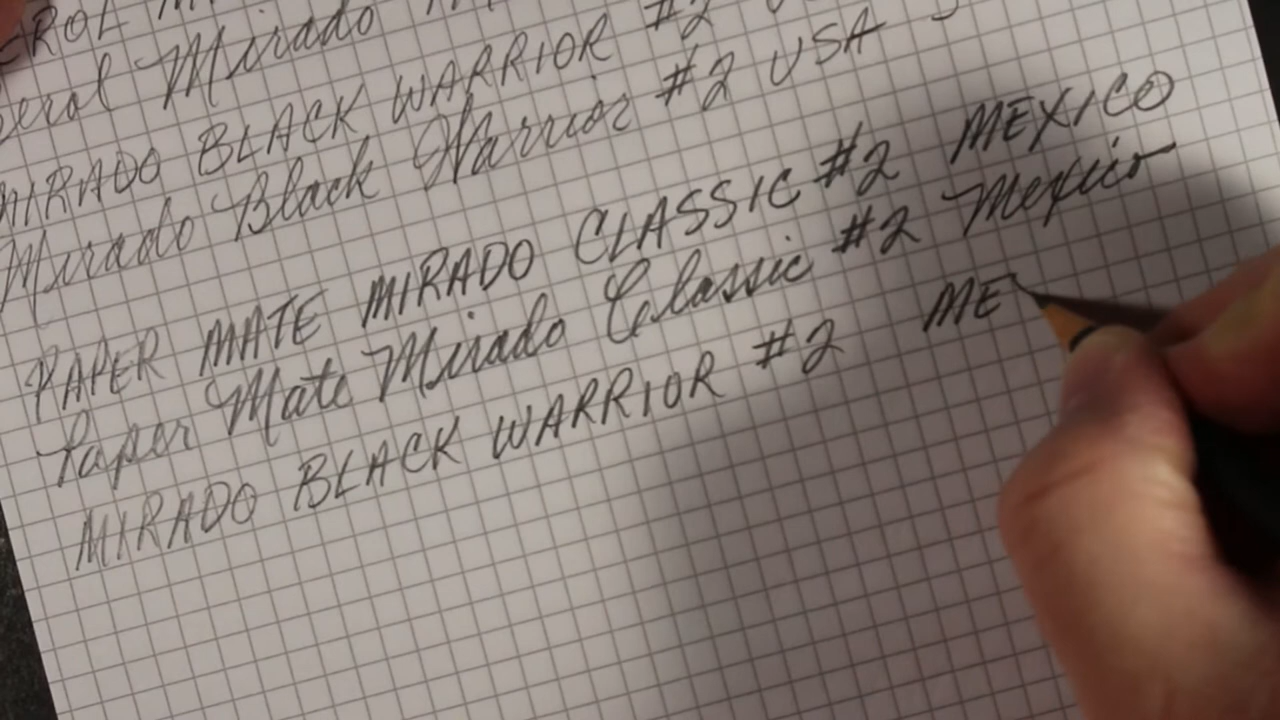 Mirado
MIRADO BLACK WARRIOR #2
Mirado Black Warrior #2 USA
PAPER MATE MIRADO CLASSIC #2 MEXICO
Paper Mate Mirado Classic #2 Mexico
MIRADO BLACK WARRIOR #2 ME